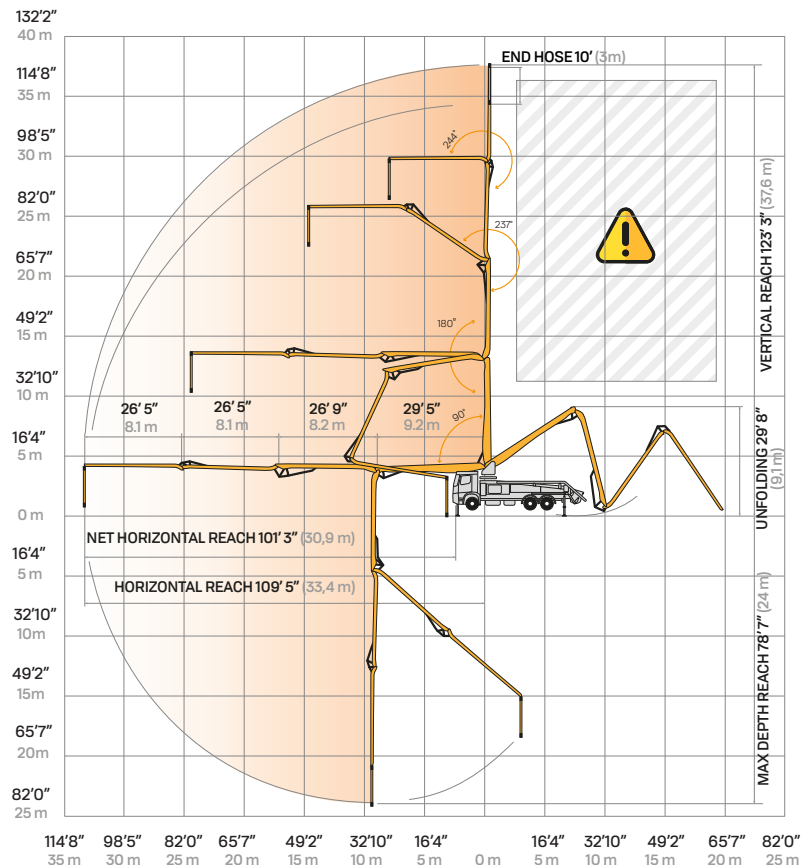 132'2"
40 m
END HOSE 10' (3m)
114'8"
35 m
244°
98'5"
30 m
82'0"
25 m
237°
65'7"
20 m
VERTICAL REACH 123' 3" (37,6 m)
49'2"
15 m
180°
32'10"
10 m
26' 5" 26' 5" 26' 9" 29' 5"
8.1 m 8.1 m 8.2 m 9.2 m
90°
16'4"
5 m
UNFOLDING 29' 8"
(9,1 m)
0 m
NET HORIZONTAL REACH 101' 3" (30,9 m)
16'4"
5 m
HORIZONTAL REACH 109' 5" (33,4 m)
32'10"
10m
49'2"
15m
MAX DEPTH REACH 78'7" (24 m)
65'7"
20m
82'0"
25 m
114'8" 98'5" 82'0" 65'7" 49'2" 32'10" 16'4" 16'4" 32'10" 49'2" 65'7" 82'0"
35 m 30 m 25 m 20 m 15 m 10 m 5 m 0 m 5 m 10 m 15 m 20 m 25 m